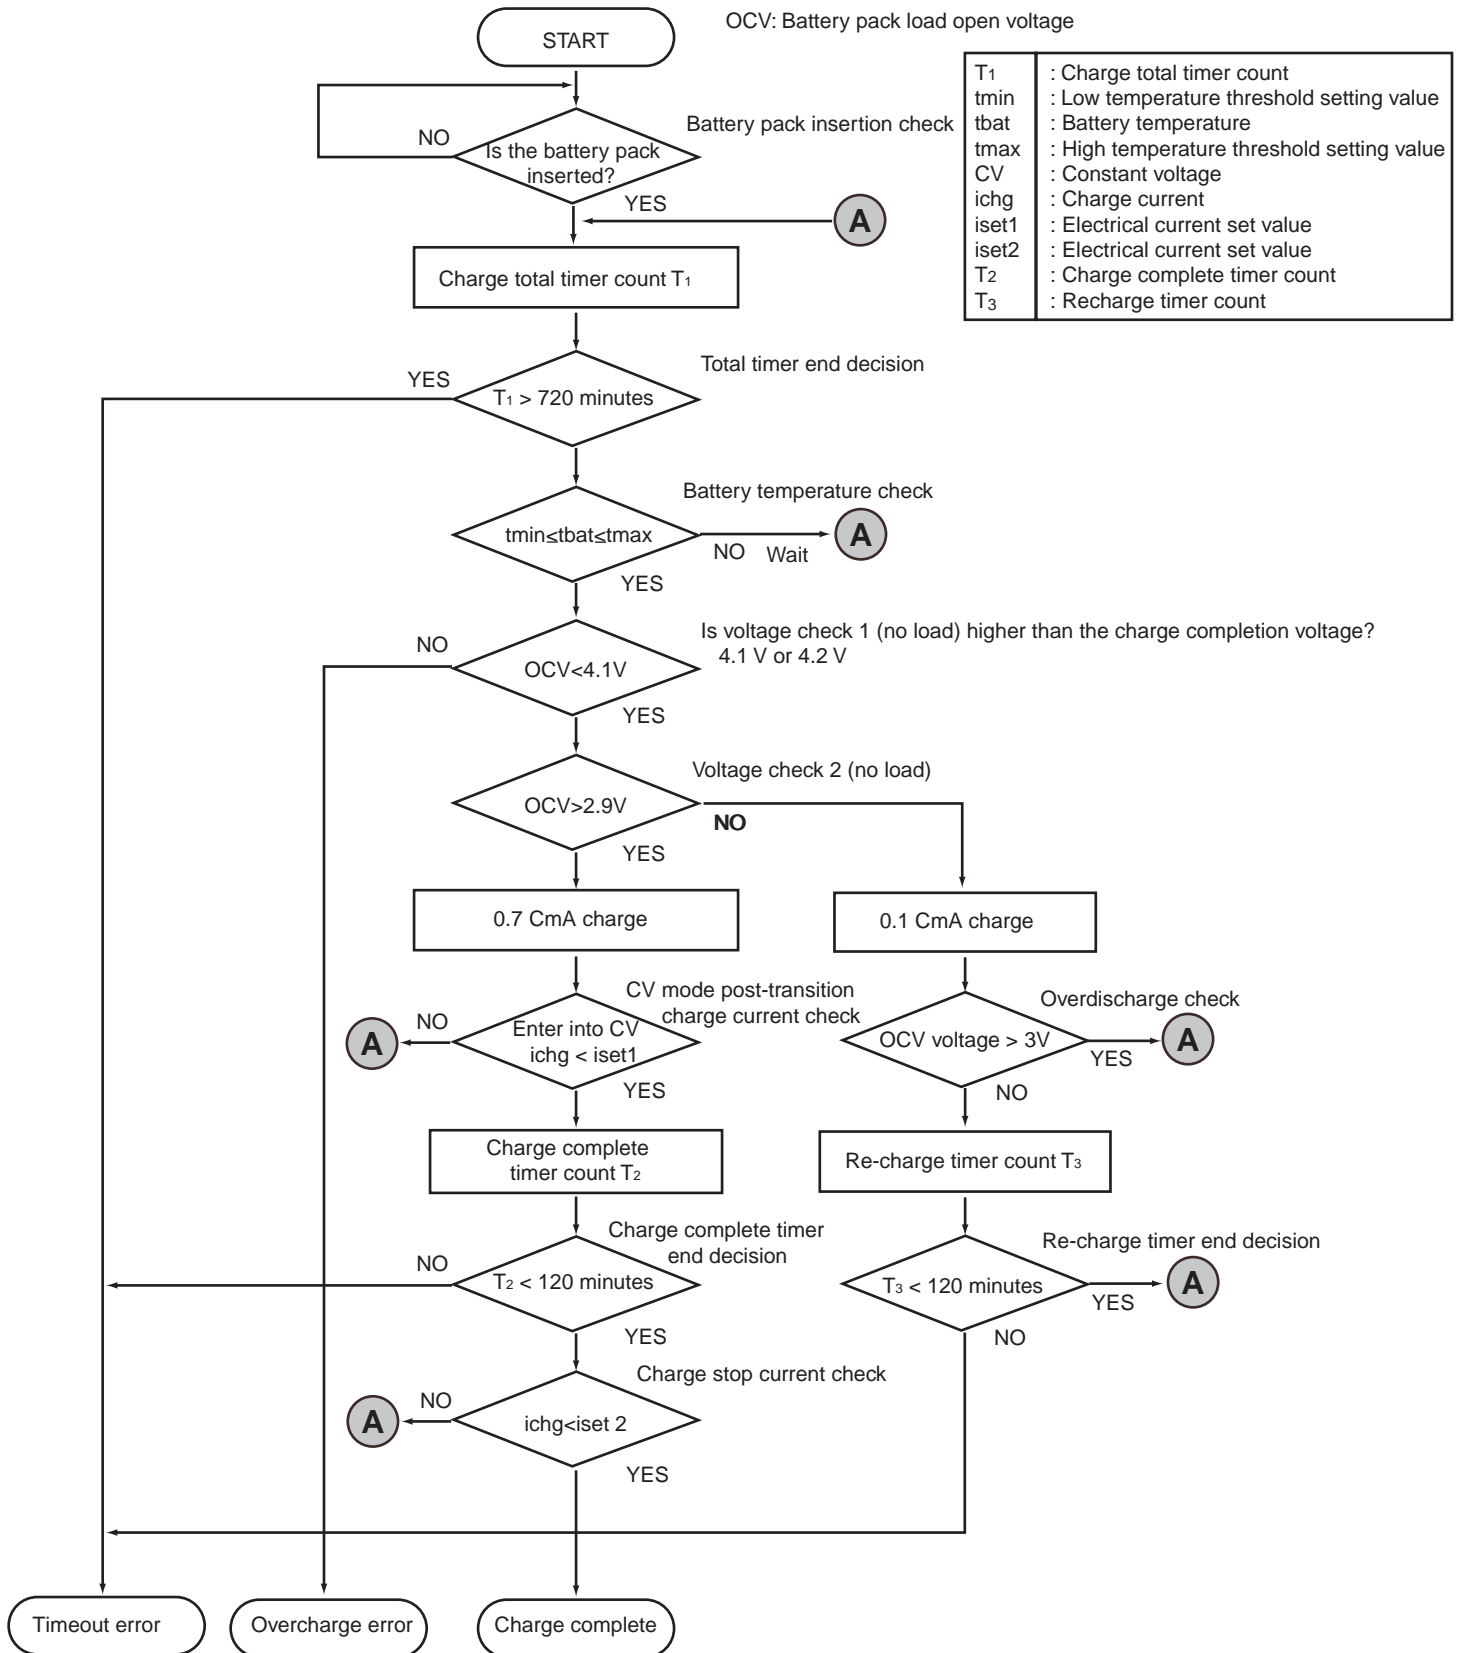 OCV: Battery pack load open voltage
START
T1 : Charge total timer count
tmin : Low temperature threshold setting value
tbat : Battery temperature
tmax : High temperature threshold setting value
CV : Constant voltage
ichg : Charge current
iset1 : Electrical current set value
iset2 : Electrical current set value
T2 : Charge complete timer count
T3 : Recharge timer count
Battery pack insertion check
NO
Is the battery pack
inserted?
YES
A
Charge total timer count T1
Total timer end decision
YES
T1 > 720 minutes
Battery temperature check
tmin≤tbat≤tmax
A
NO Wait
YES
Is voltage check 1 (no load) higher than the charge completion voltage?
4.1 V or 4.2 V
NO
OCV<4.1V
YES
Voltage check 2 (no load)
OCV>2.9V
NO
YES
0.7 CmA charge
0.1 CmA charge
CV mode post-transition
charge current check
Overdischarge check
NO
A
Enter into CV
ichg < iset1
OCV voltage > 3V
A
YES
YES
NO
Charge complete
timer count T2
Re-charge timer count T3
Charge complete timer
end decision
Re-charge timer end decision
NO
T2 < 120 minutes
T3 < 120 minutes
A
YES
YES
NO
Charge stop current check
NO
A
ichg<iset 2
YES
Timeout error
Overcharge error
Charge complete